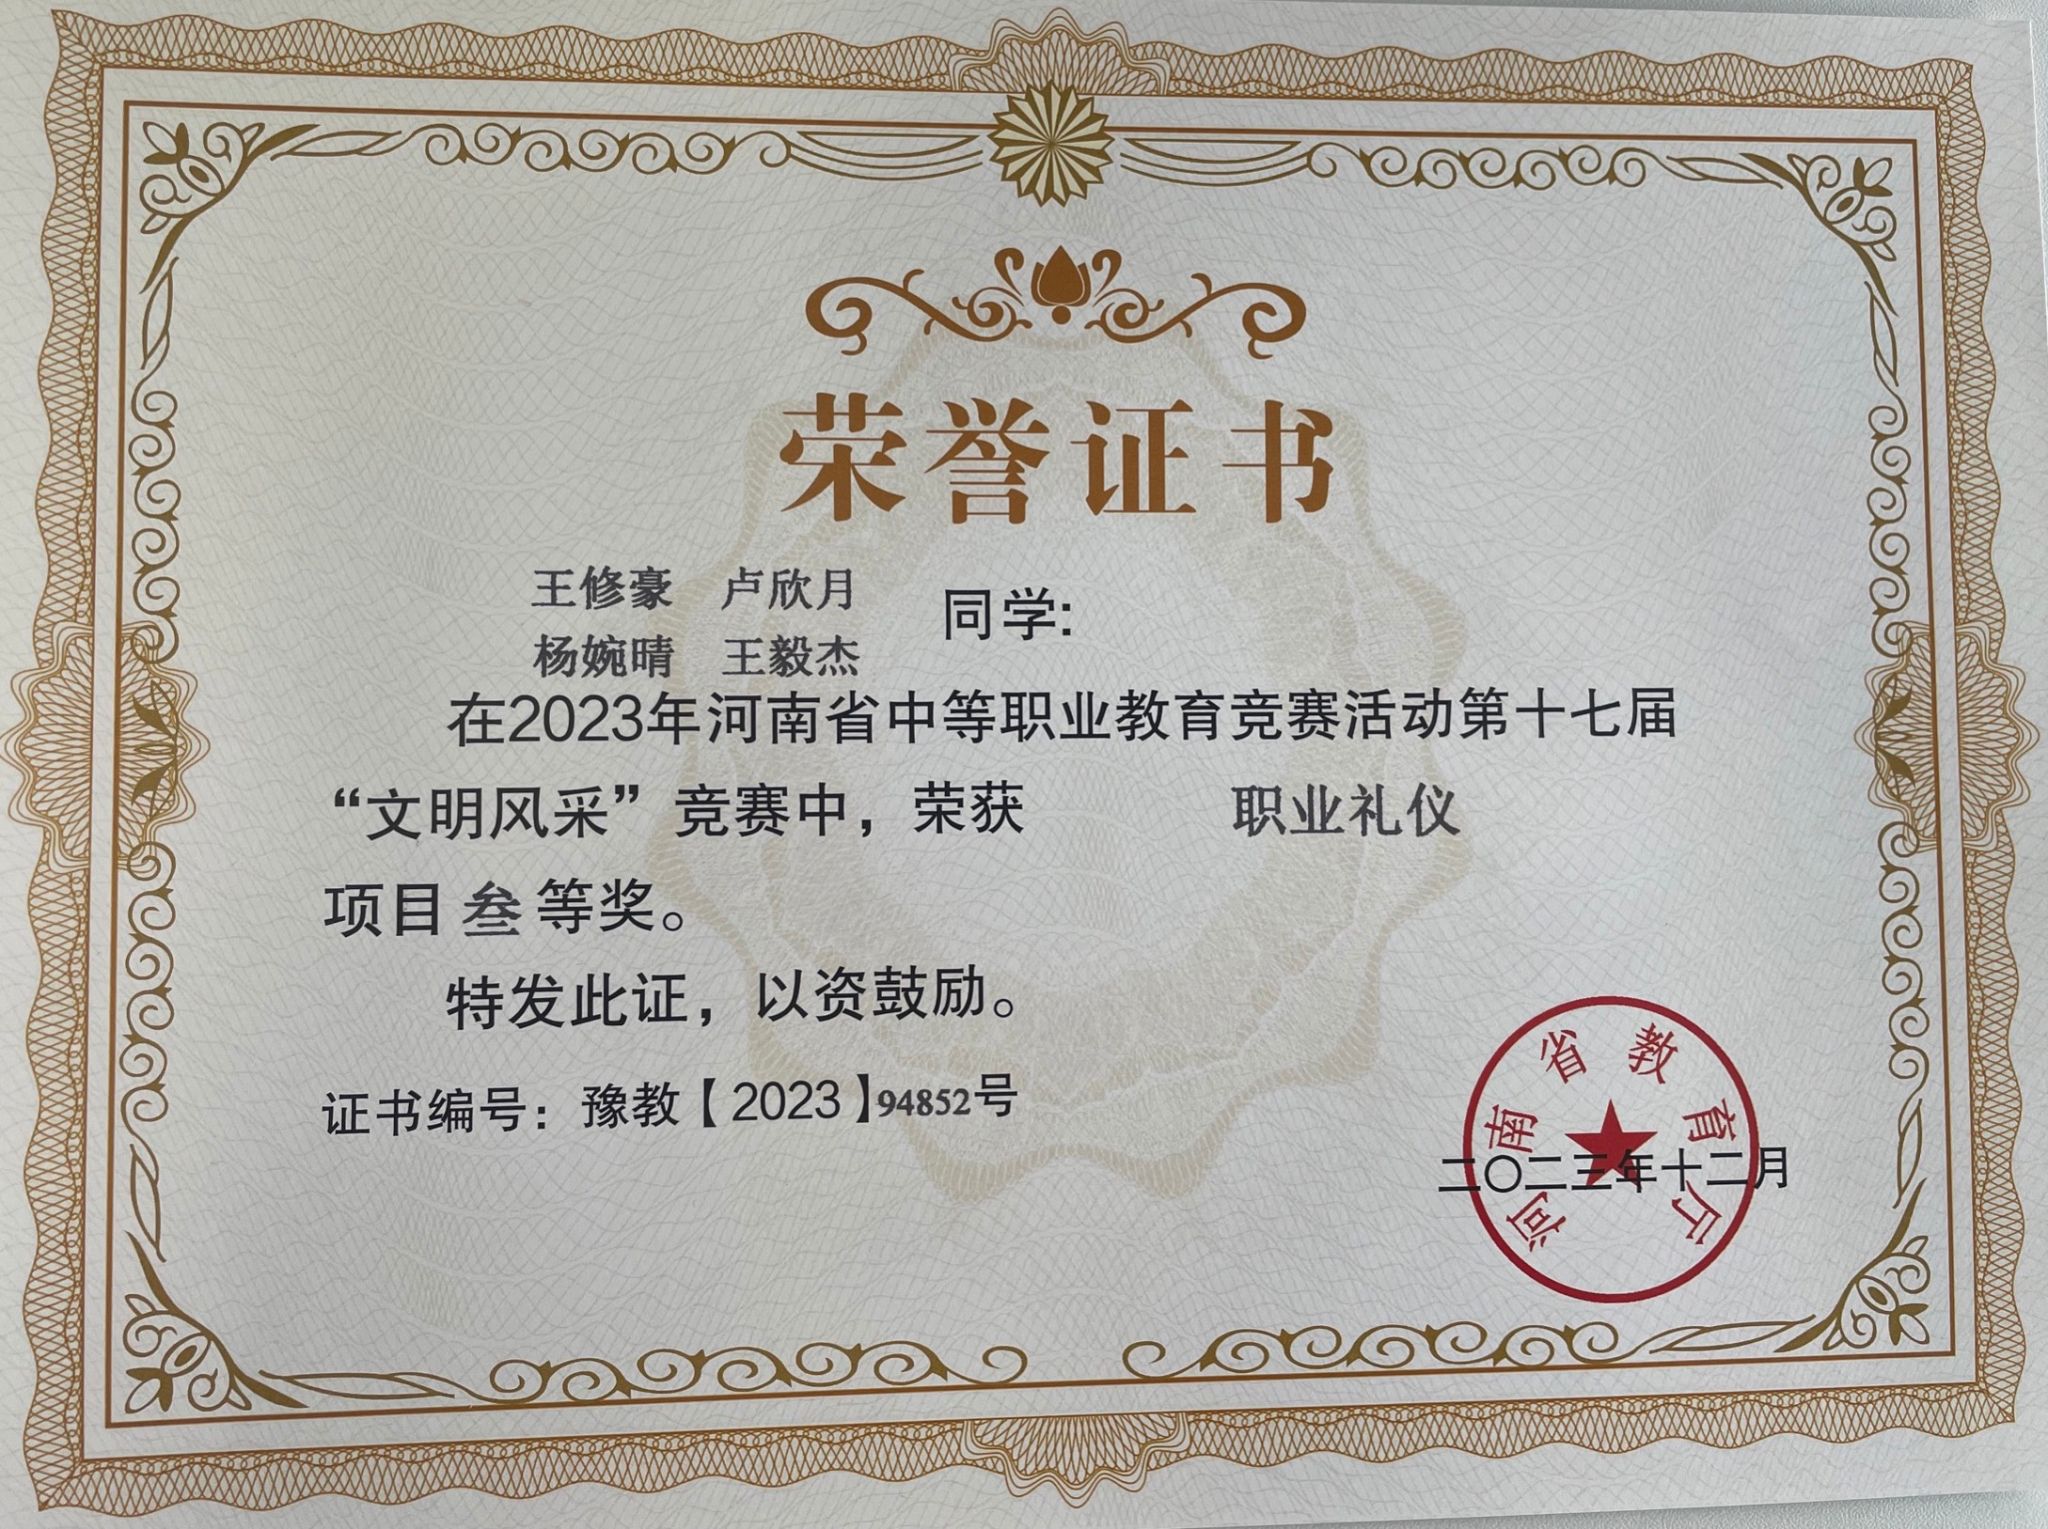 荣誉证书
王修豪 卢欣月
杨婉晴 王毅杰
同学:
在2023年河南省中等职业教育竞赛活动第十七届
“文明风采”竞赛中，荣获 职业礼仪
项目叁等奖。
特发此证，以资鼓励。
证书编号：豫教【2023】94852号
河南省教育厅
二〇二三年十二月